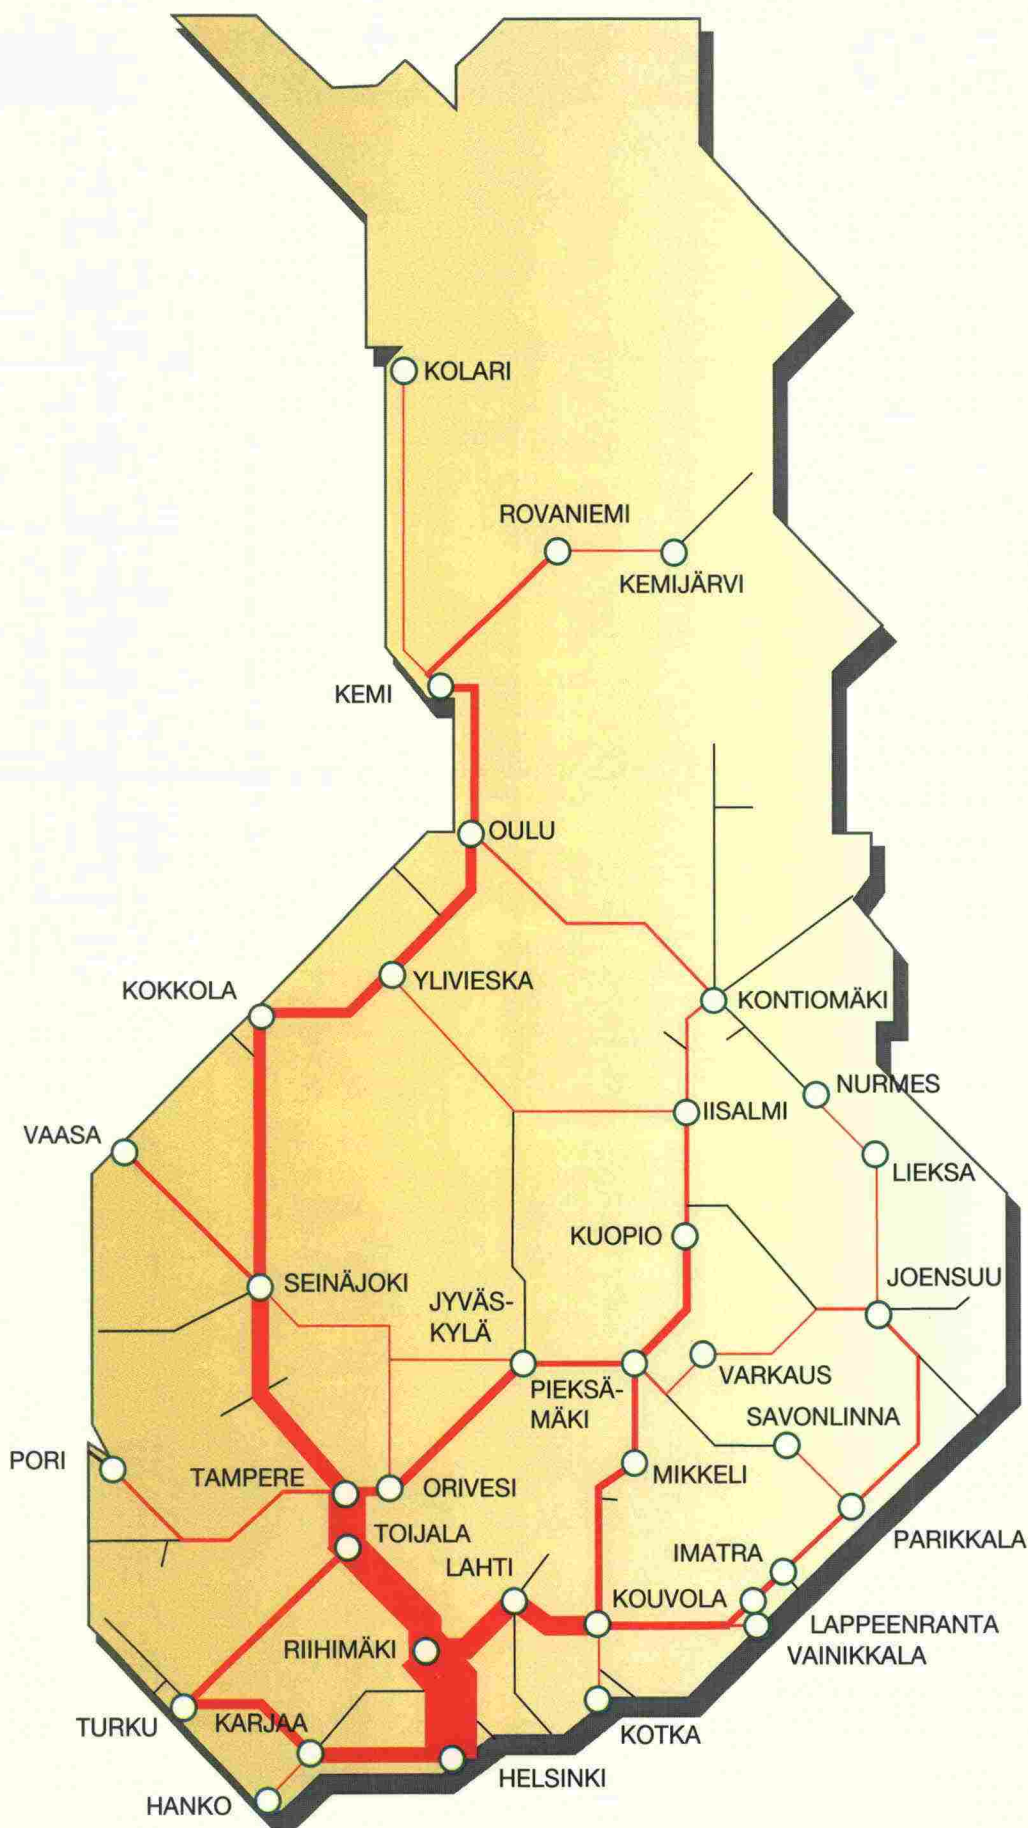 KOLARI
ROVANIEMI
KEMIJÄRVI
KEMI
OULU
YLIVIESKA
KOKKOLA
KONTIOMÄKI
NURMES
IISALMI
VAASA
LIEKSA
KUOPIO
SEINÄJOKI
JOENSUU
JYVÄS-
KYLÄ
VARKAUS
PIEKSÄ-
MÄKI
SAVONLINNA
PORI
MIKKELI
TAMPERE
ORIVESI
TOIJALA
PARIKKALA
IMATRA
LAHTI
KOUVOLA
LAPPEENRANTA
RIIHIMÄKI
VAINIKKALA
TURKU
KARJAA
KOTKA
HELSINKI
HANKO